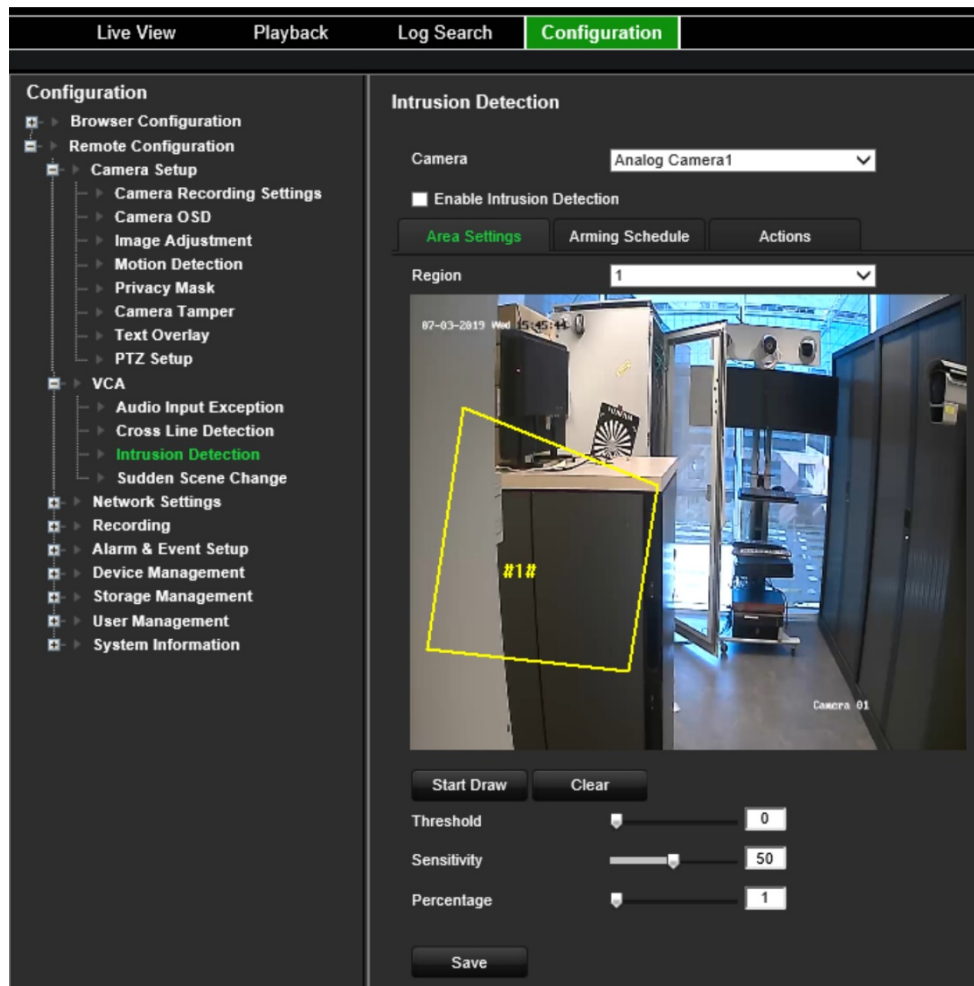 Live View Playback Log Search Configuration
Configuration
Browser Configuration
Remote Configuration
Camera Setup
Camera Recording Settings
Camera OSD
Image Adjustment
Motion Detection
Privacy Mask
Camera Tamper
Text Overlay
PTZ Setup
VCA
Audio Input Exception
Cross Line Detection
Intrusion Detection
Sudden Scene Change
Network Settings
Recording
Alarm & Event Setup
Device Management
Storage Management
User Management
System Information
Intrusion Detection
Camera Analog Camera1
Enable Intrusion Detection
Area Settings Arming Schedule Actions
Region 1
07-03-2019 Wed 15:45:44
#1#
Camera 01
Start Draw Clear
Threshold 0
Sensitivity 50
Percentage 1
Save